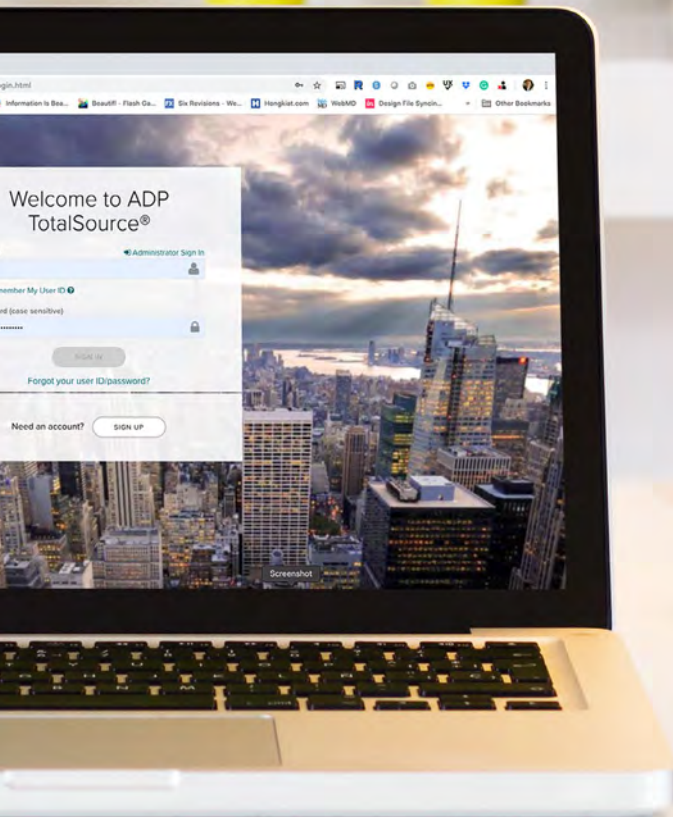 gin.html
Information Is Bea... Beautifl - Flash Ga... Six Revisions - We... Hongkiat.com WebMD Design File Syncin... » Other Bookmarks
Welcome to ADP
TotalSource®
Administrator Sign In
member My User ID
rd (case sensitive)
SIGN IN
Forgot your user ID/password?
Need an account? SIGN UP
Screenshot